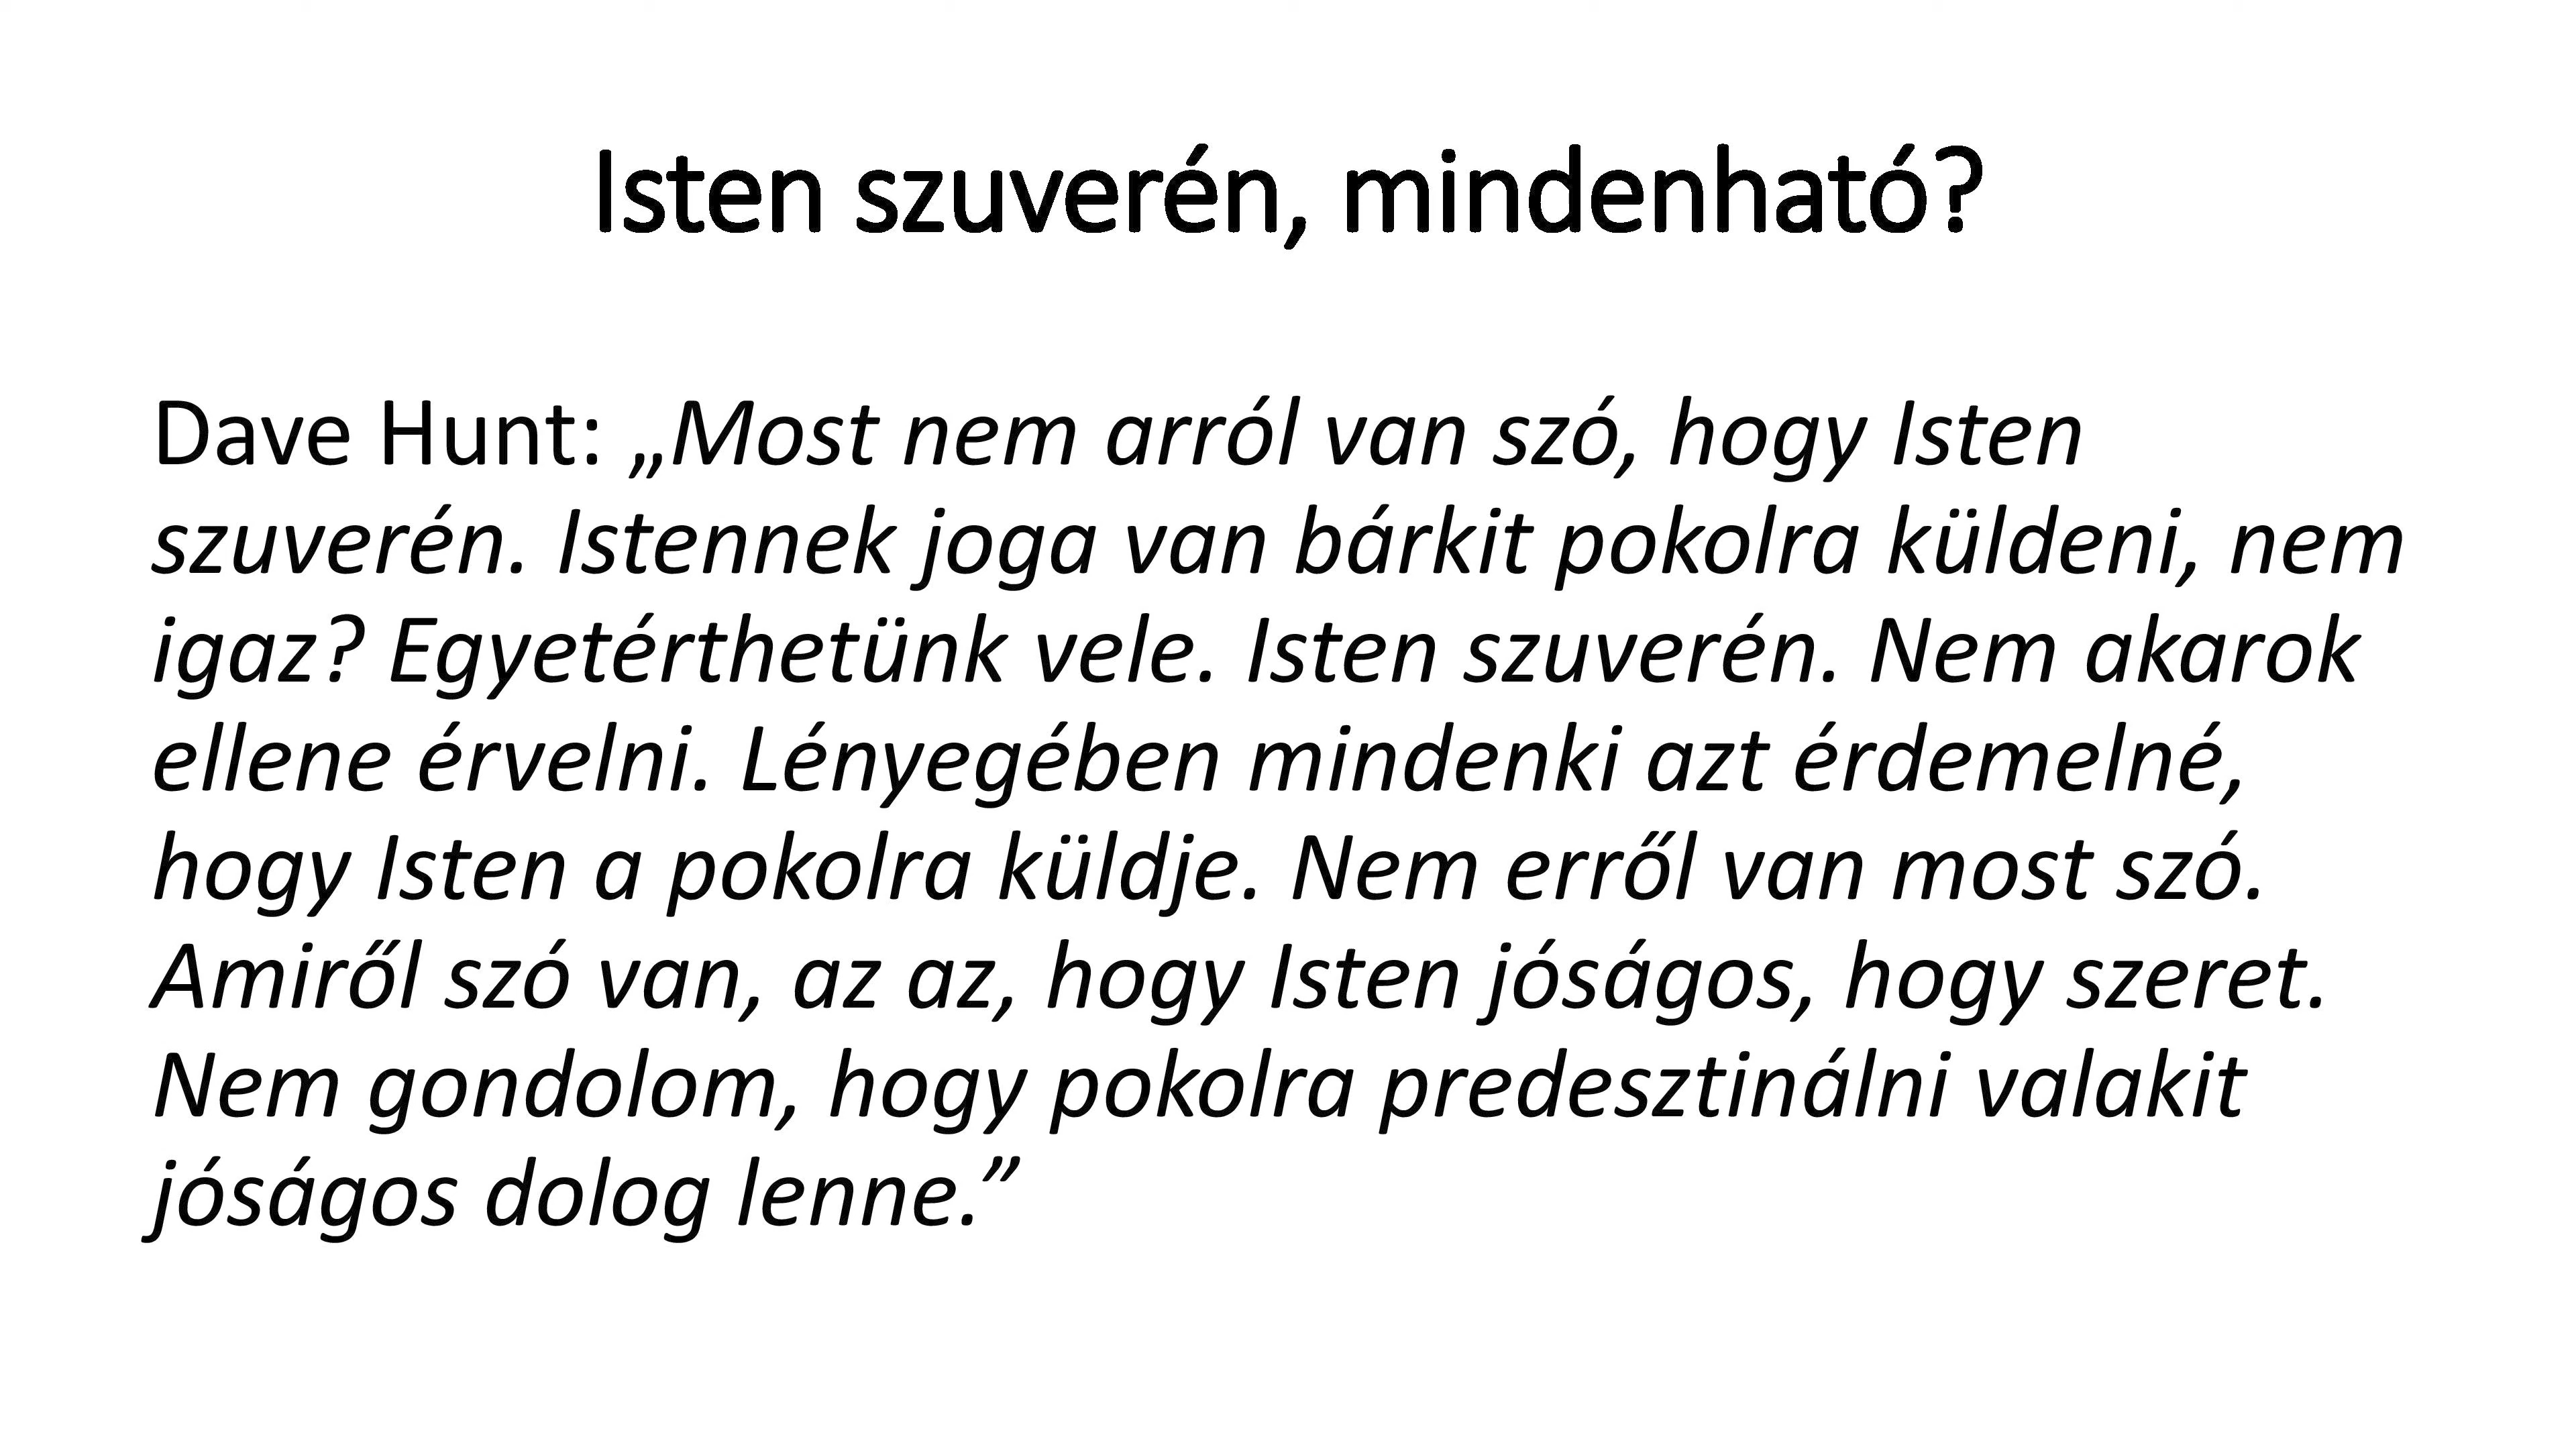 Isten szuverén, mindenható?
Dave Hunt: „Most nem arról van szó, hogy Isten
szuverén. Istennek joga van bárkit pokolra küldeni, nem
igaz? Egyetérthetünk vele. Isten szuverén. Nem akarok
ellene érvelni. Lényegében mindenki azt érdemelné,
hogy Isten a pokolra küldje. Nem erről van most szó.
Amiről szó van, az az, hogy Isten jóságos, hogy szeret.
Nem gondolom, hogy pokolra predesztinálni valakit
jóságos dolog lenne.”